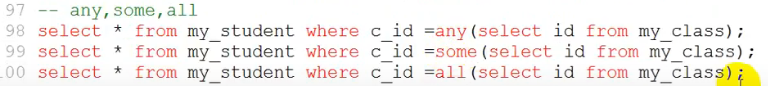 97 -- any,some,all
98 select * from my_student where c_id =any(select id from my_class);
99 select * from my_student where c_id =some(select id from my_class);
00 select * from my_student where c_id =all(select id from my_class);